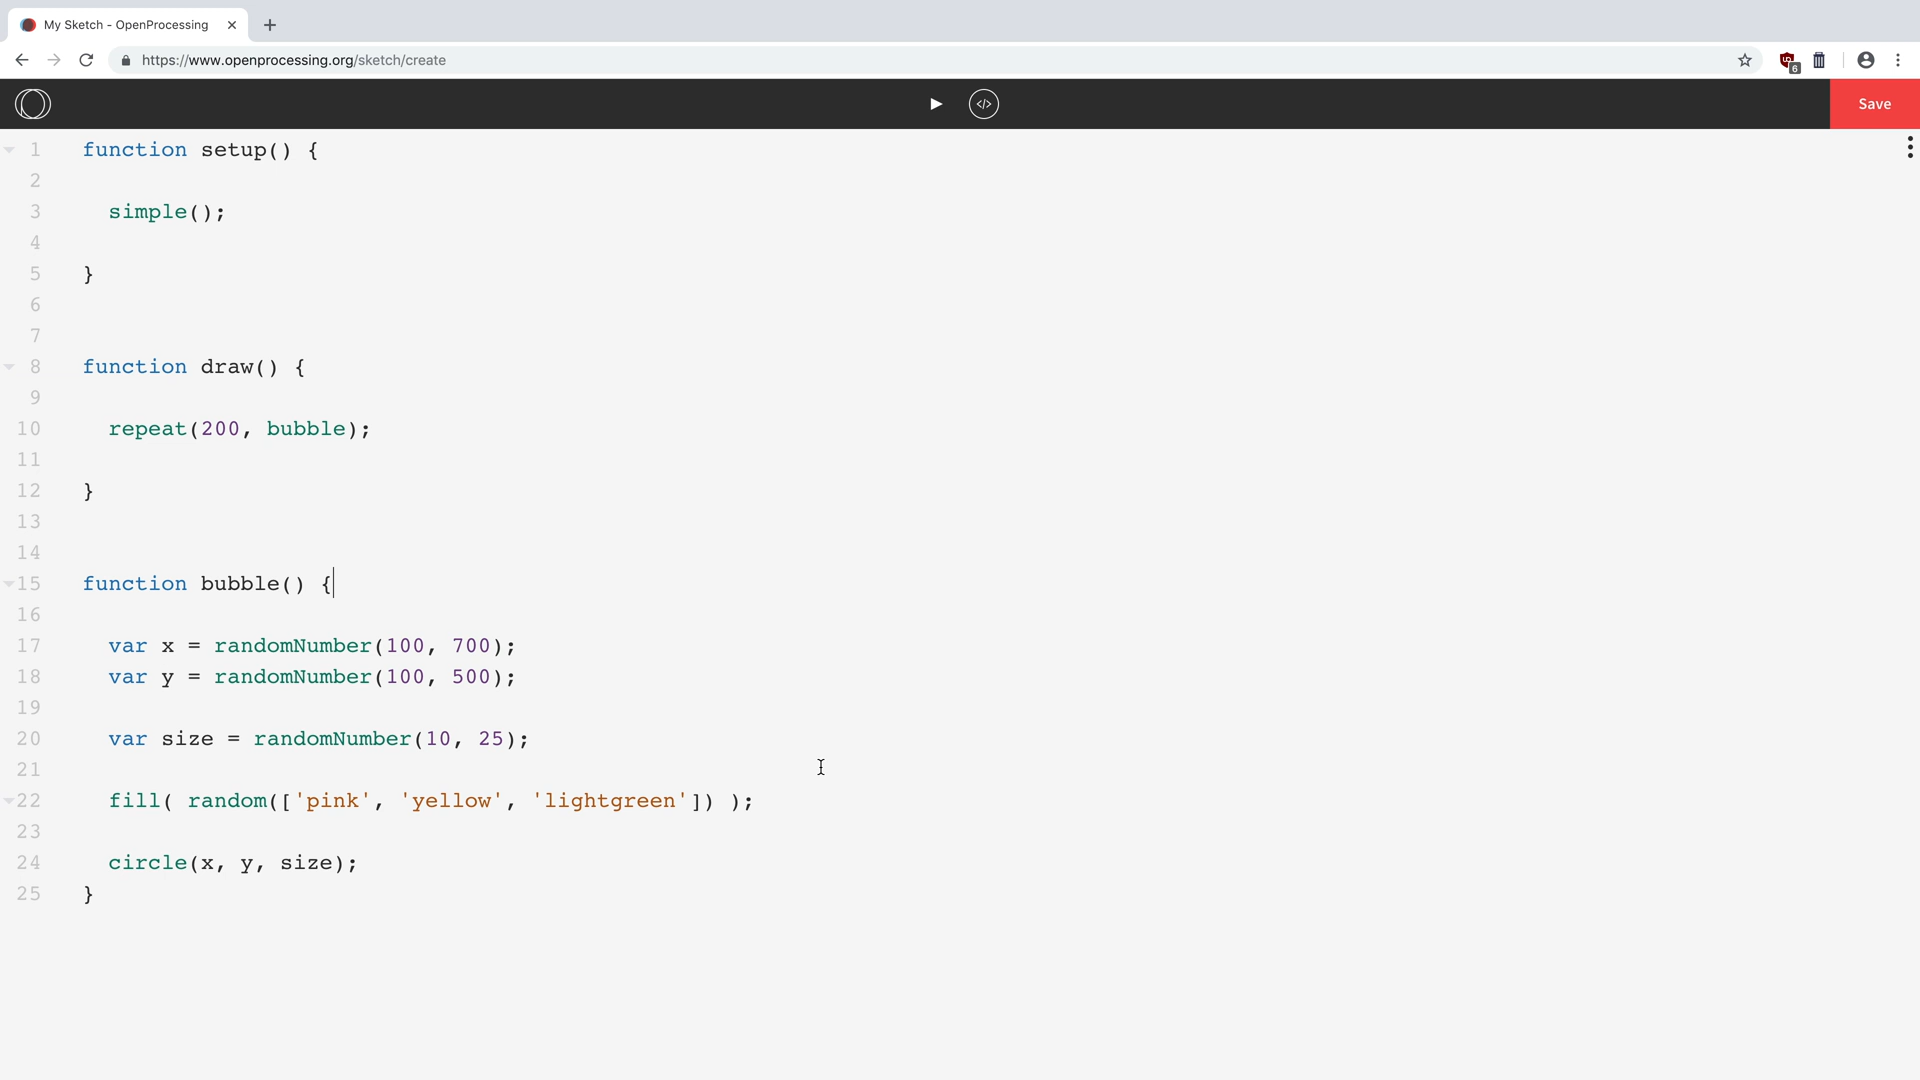 My Sketch - OpenProcessing
https://www.openprocessing.org/sketch/create
6
</>
Save
1 function setup() {
2
3 simple();
4
5 }
6
7
8 function draw() {
9
10 repeat(200, bubble);
11
12 }
13
14
15 function bubble() {
16
17 var x = randomNumber(100, 700);
18 var y = randomNumber(100, 500);
19
20 var size = randomNumber(10, 25);
21
22 fill( random(['pink', 'yellow', 'lightgreen']) );
23
24 circle(x, y, size);
25 }